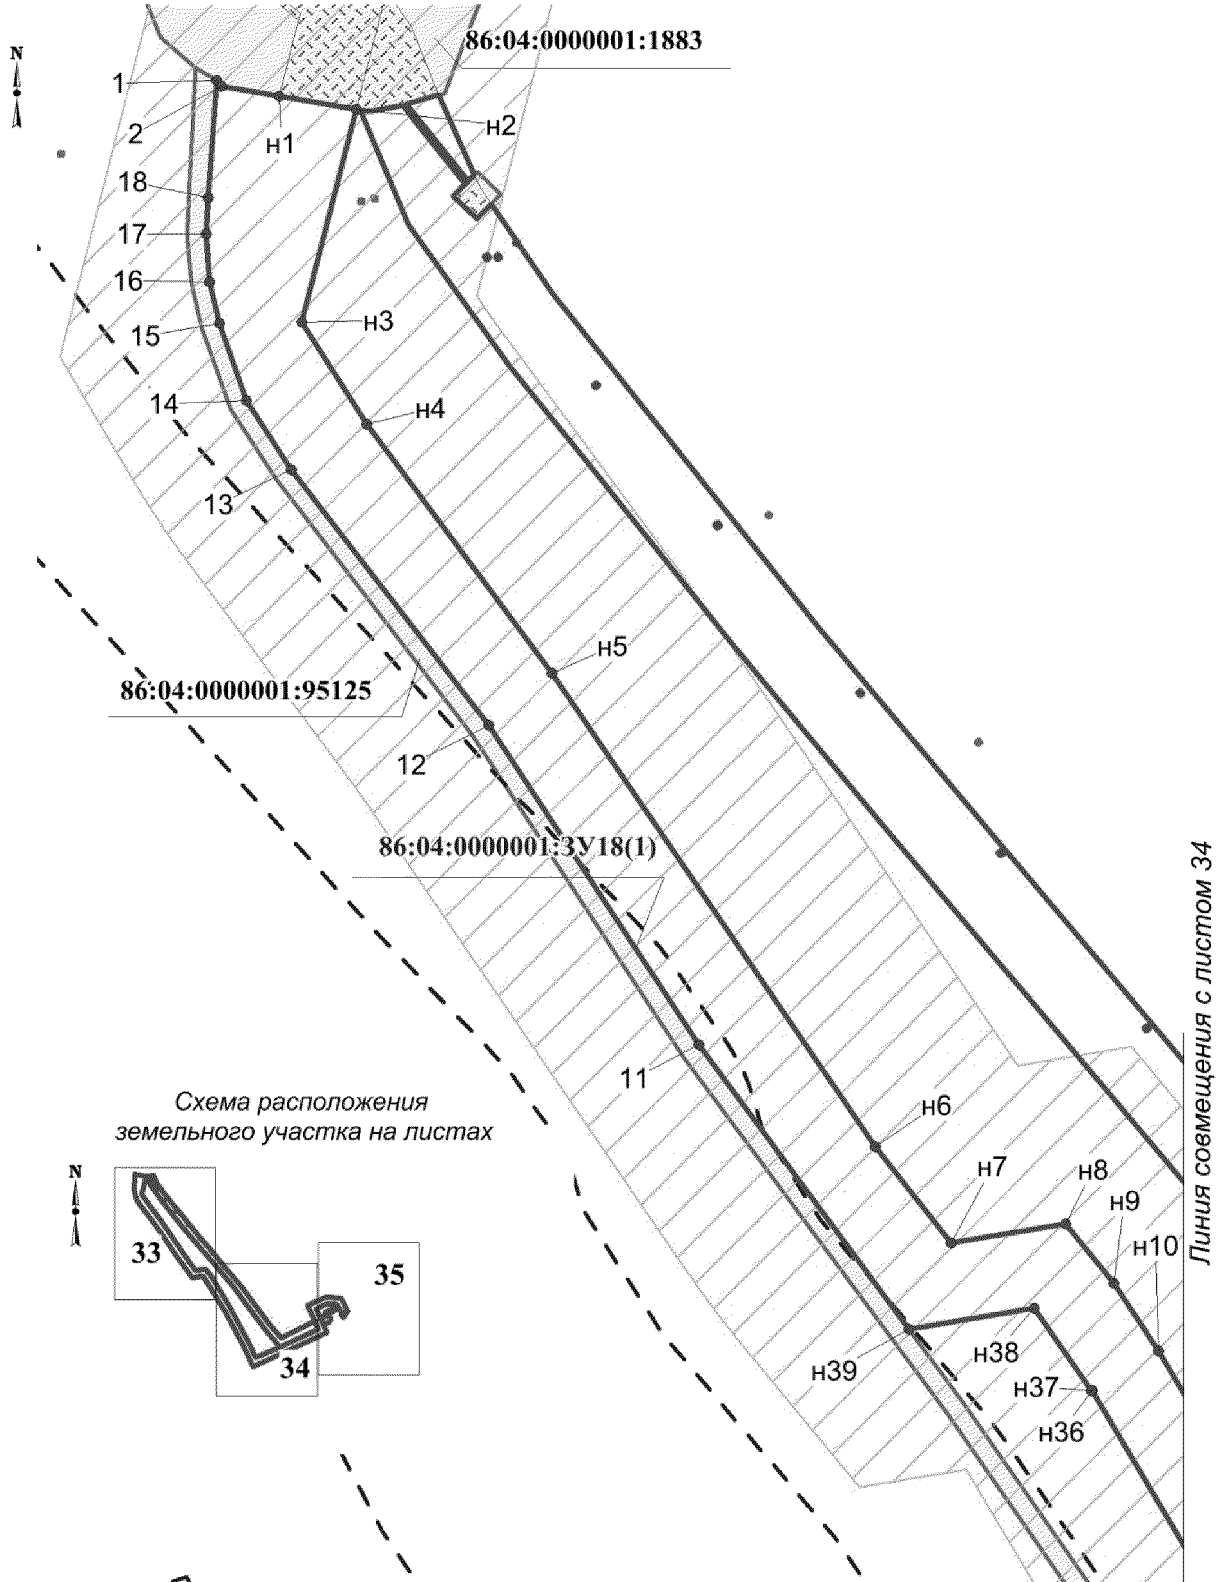 86:04:0000001:1883
N
1
2
н1
н2
18
17
16
15
н3
14
н4
13
н5
86:04:0000001:95125
12
86:04:0000001:ЗУ18(1)
Линия совмещения с листом 34
11
н6
Схема расположения
земельного участка на листах
N
33
35
34
н7
н8
н9
н10
н38
н39
н37
н36